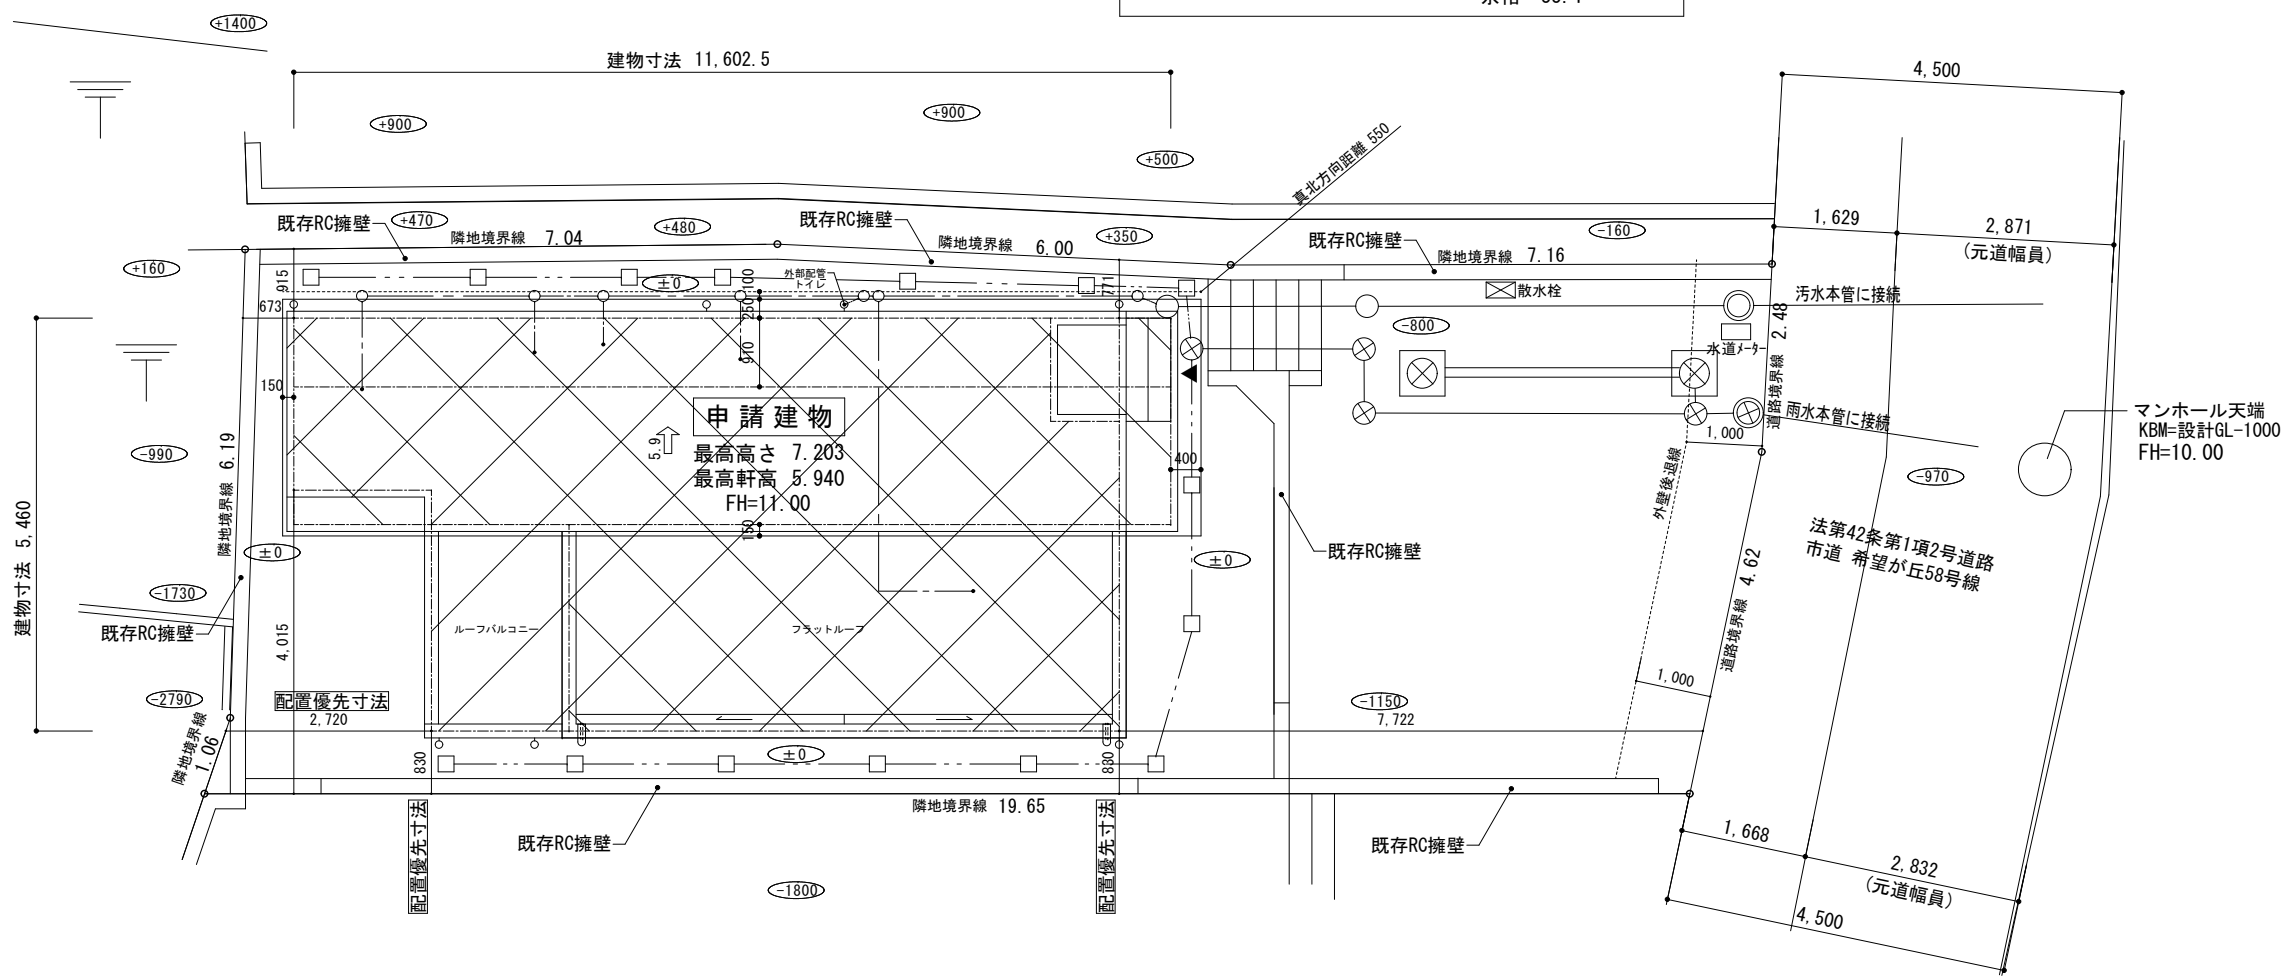 +1400
建物寸法 11,602.5
4,500
+900
+900
+500
真北方向距離 550
既存RC擁壁
+470
隣地境界線 7.04
+480
既存RC擁壁
隣地境界線 6.00
+350
既存RC擁壁
-160
隣地境界線 7.16
1,629
2,871
(元道幅員)
+160
915
673
±0
外部配管
トイレ
100
250
771
散水栓
-800
汚水本管に接続
水道メーター
道路境界線 2.48
910
150
申請建物
5.9
最高高さ 7.203
最高軒高 5.940
FH=11.00
400
150
1,000
雨水本管に接続
マンホール天端
KBM=設計GL-1000
FH=10.00
-990
隣地境界線 6.19
建物寸法 5,460
±0
-970
外壁後退線
既存RC擁壁
±0
法第42条第1項2号道路
市道 希望が丘58号線
道路境界線 4.62
-1730
既存RC擁壁
4,015
ルーフバルコニー
フラットルーフ
1,000
-2790
配置優先寸法
2,720
-1150
7,722
隣地境界線
1.06
830
±0
830
隣地境界線 19.65
配置優先寸法
配置優先寸法
既存RC擁壁
既存RC擁壁
-1800
1,668
2,832
(元道幅員)
4,500